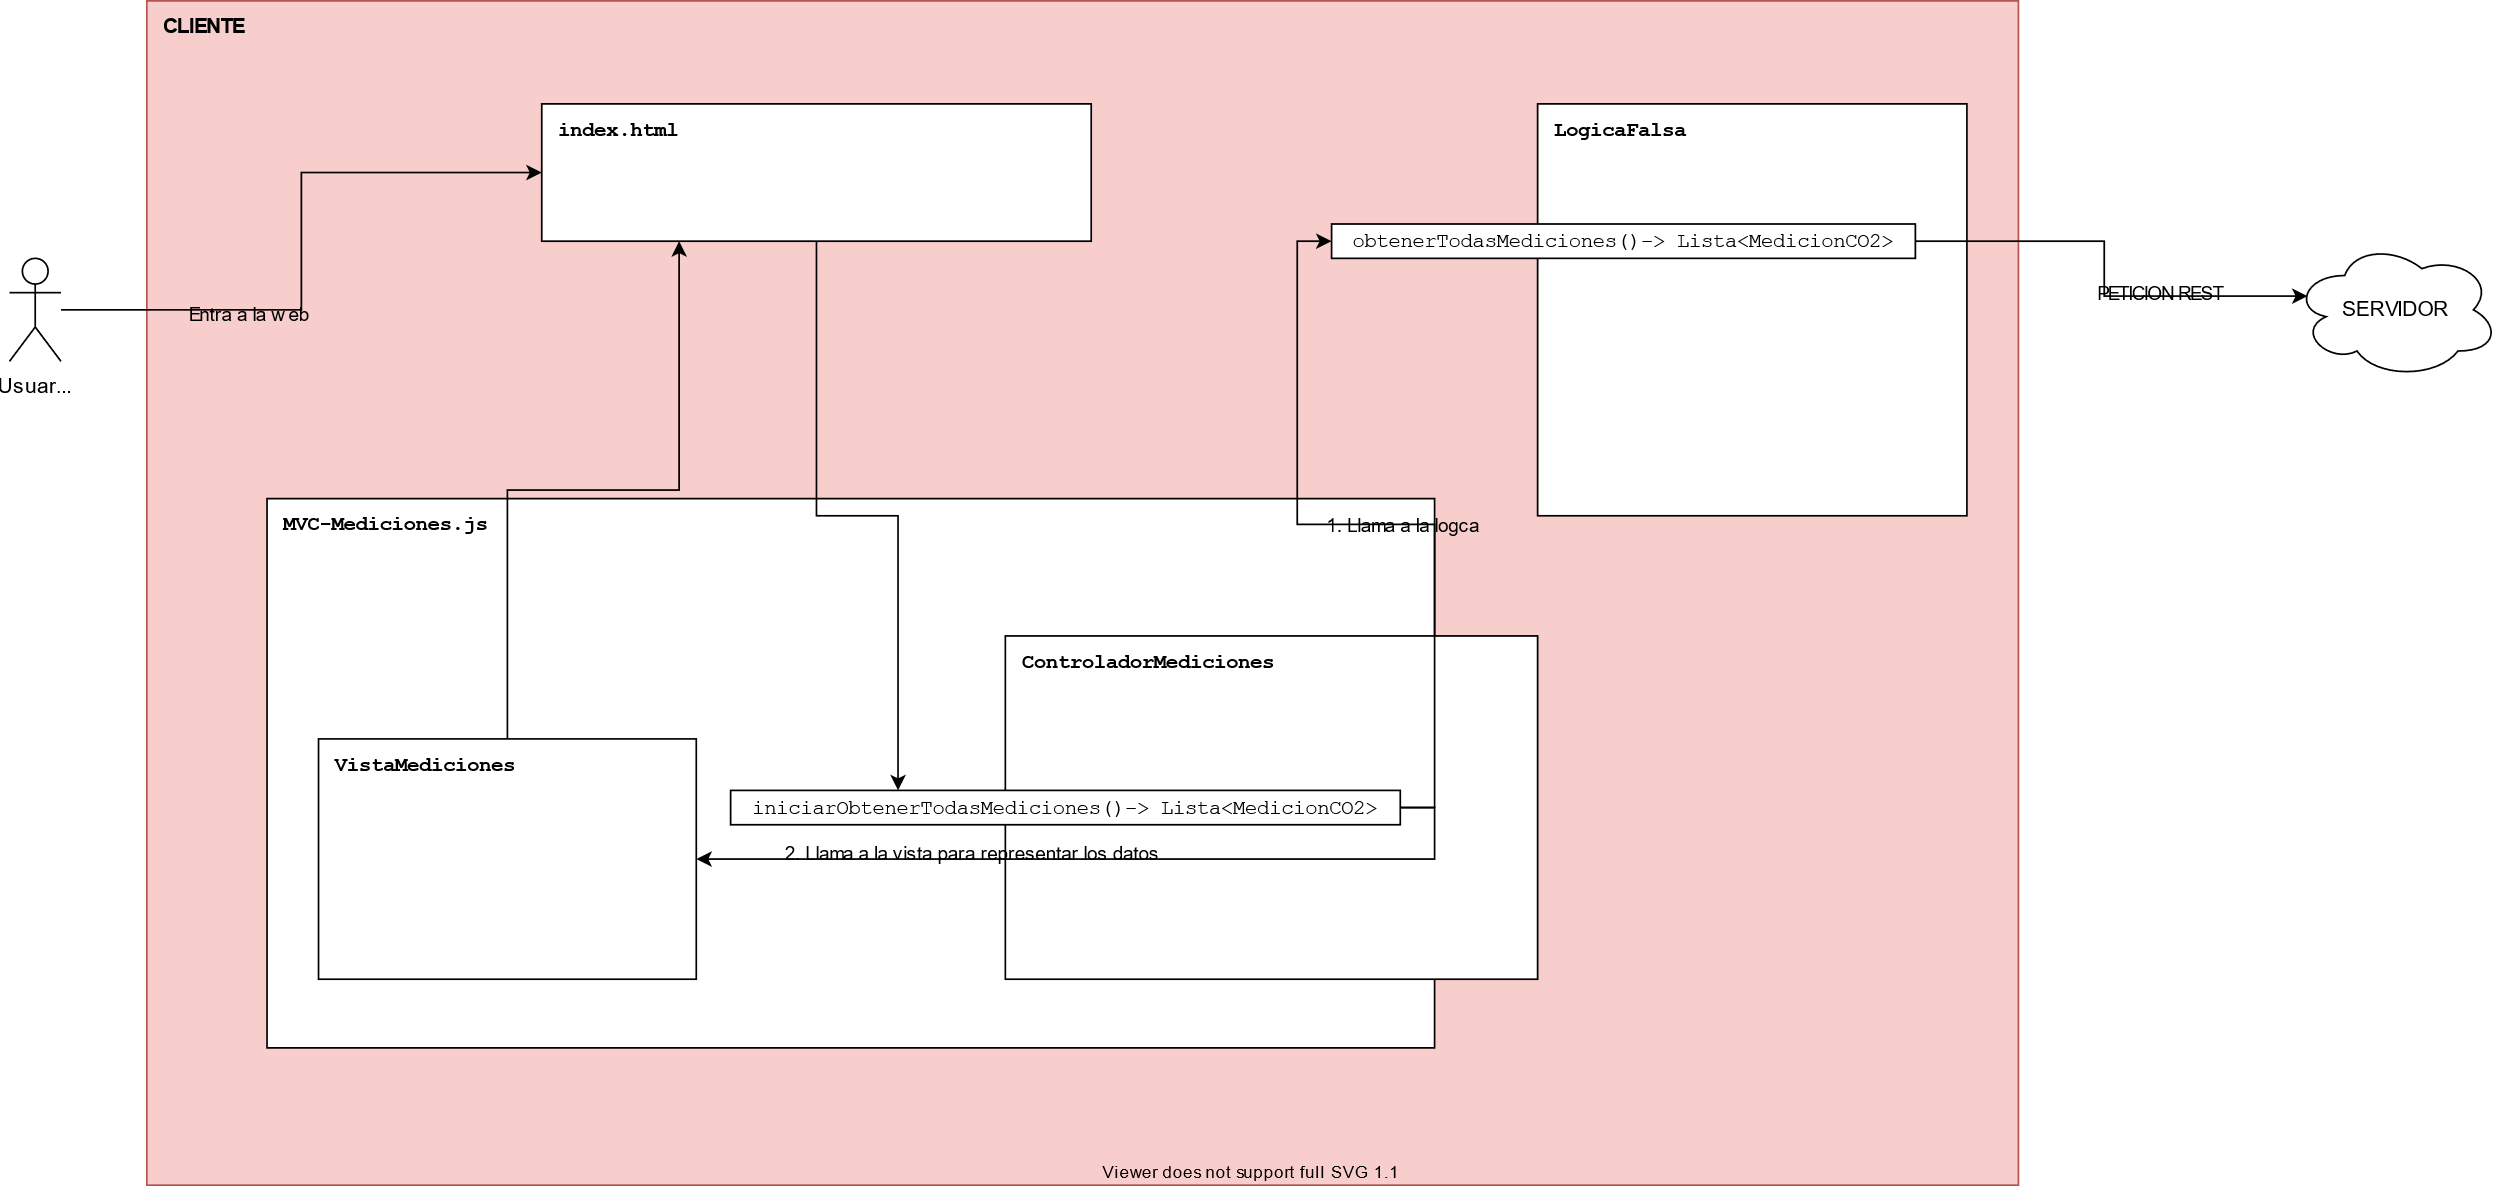 CLIENTE
index.html
LogicaFalsa
obtenerTodasMediciones()-> Lista<MedicionCO2>
Entra a la web
PETICION REST
SERVIDOR
Usuar...
MVC-Mediciones.js
1. Llama a la logca
ControladorMediciones
VistaMediciones
iniciarObtenerTodasMediciones()-> Lista<MedicionCO2>
2. Llama a la vista para representar los datos
Viewer does not support full SVG 1.1